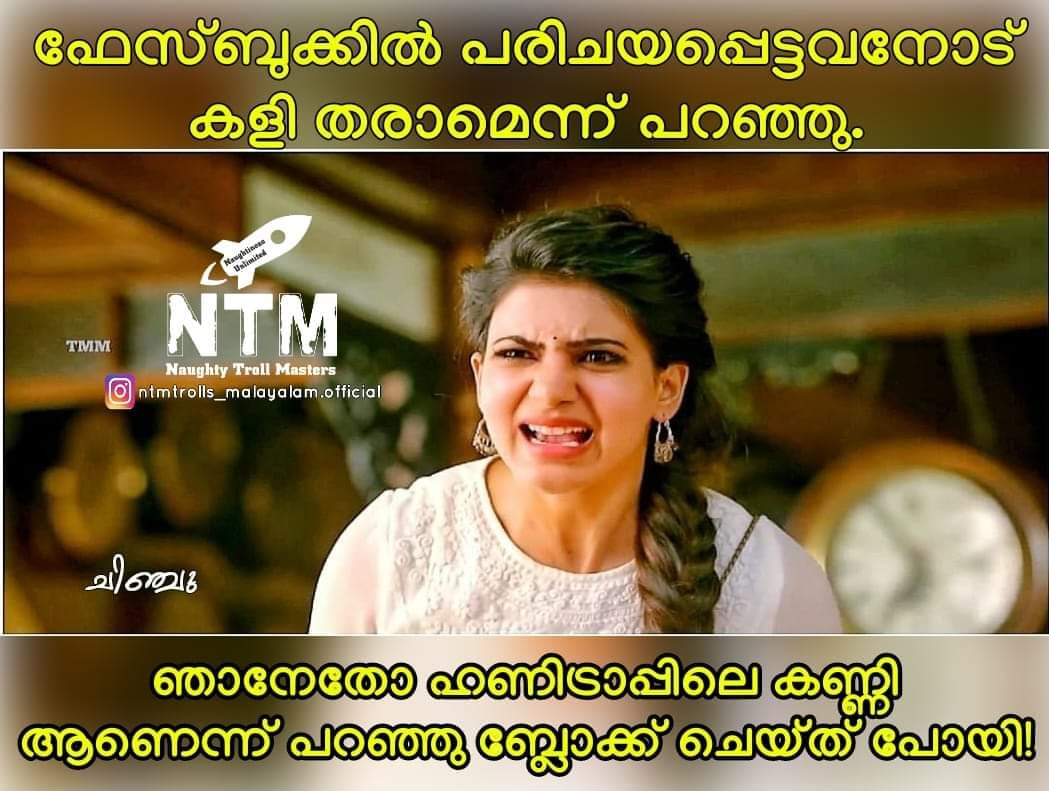 ഫേസ്ബുക്കിൽ പരിചയപ്പെട്ടവനോട്
കളി തരാമെന്ന് പറഞ്ഞു.
Naughtiness
Unlimited
NTM
TMM
Naughty Troll Masters
ntmtrolls_malayalam.official
ചിഞ്ചു
ഞാനേതോ ഹണിട്രാപ്പിലെ കണ്ണി
ആണെന്ന് പറഞ്ഞു ബ്ലോക്ക് ചെയ്ത് പോയി!